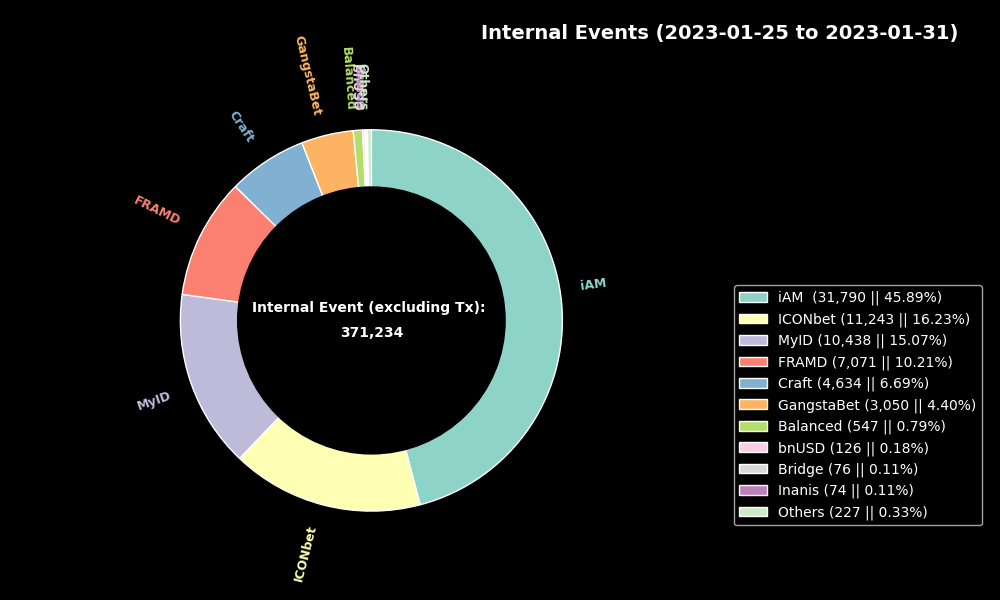 Internal Events (2023-01-25 to 2023-01-31)
GangstaBet
Balanced
Others
Craft
FRAMD
iAM
MyID
ICONbet
Internal Event (excluding Tx):
371,234
iAM  (31,790 || 45.89%)
ICONbet (11,243 || 16.23%)
MyID (10,438 || 15.07%)
FRAMD (7,071 || 10.21%)
Craft (4,634 || 6.69%)
GangstaBet (3,050 || 4.40%)
Balanced (547 || 0.79%)
bnUSD (126 || 0.18%)
Bridge (76 || 0.11%)
Inanis (74 || 0.11%)
Others (227 || 0.33%)